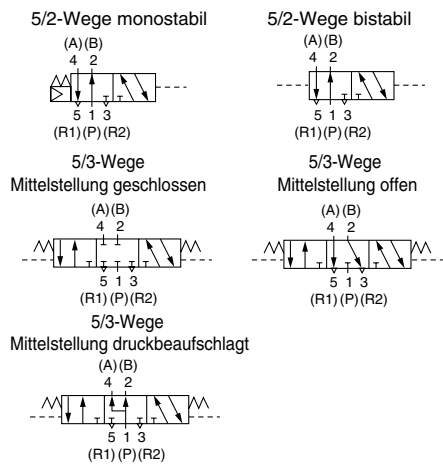 5/2-Wege monostabil
(A) (B)
4 2
5 1 3
(R1) (P) (R2)
5/2-Wege bistabil
(A) (B)
4 2
5 1 3
(R1) (P) (R2)
5/3-Wege
Mittelstellung geschlossen
(A) (B)
4 2
5 1 3
(R1) (P) (R2)
5/3-Wege
Mittelstellung offen
(A) (B)
4 2
5 1 3
(R1) (P) (R2)
5/3-Wege
Mittelstellung druckbeaufschlagt
(A) (B)
4 2
5 1 3
(R1) (P) (R2)